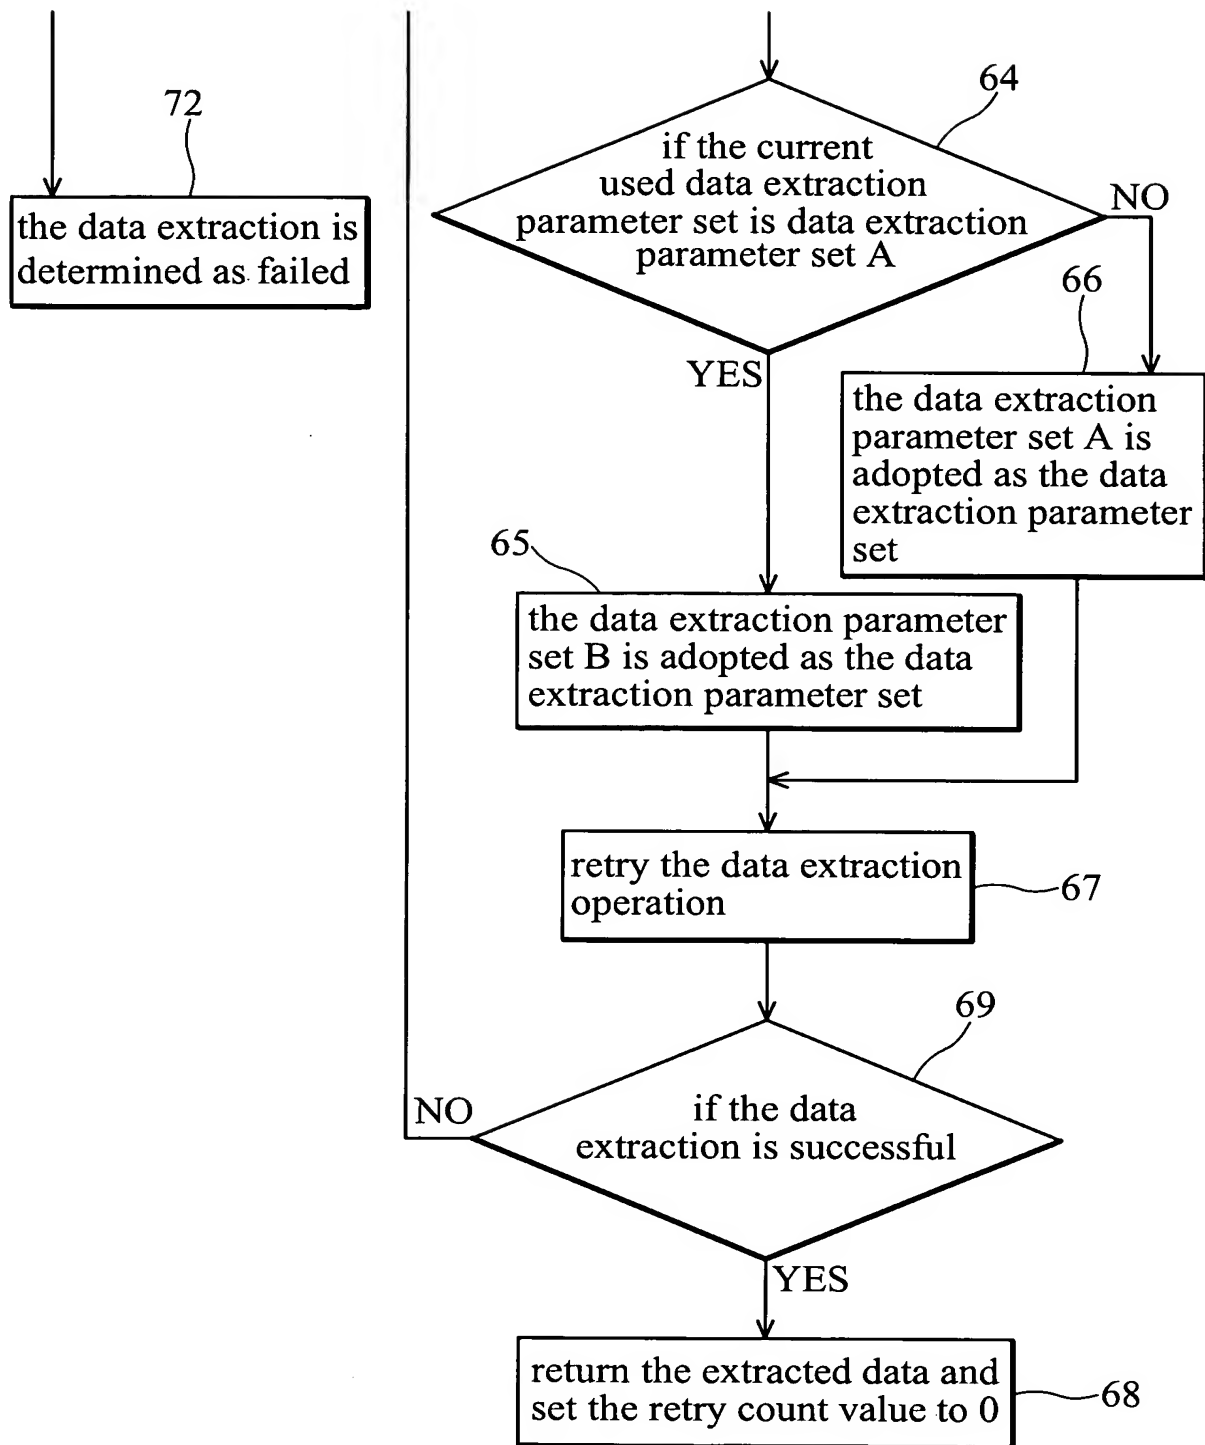 72
the data extraction is
determined as failed
64
if the current
used data extraction
parameter set is data extraction
parameter set A
NO
YES
66
the data extraction
parameter set A is
adopted as the data
extraction parameter
set
65
the data extraction parameter
set B is adopted as the data
extraction parameter set
retry the data extraction
operation
67
69
if the data
extraction is successful
NO
YES
return the extracted data and
set the retry count value to 0
68